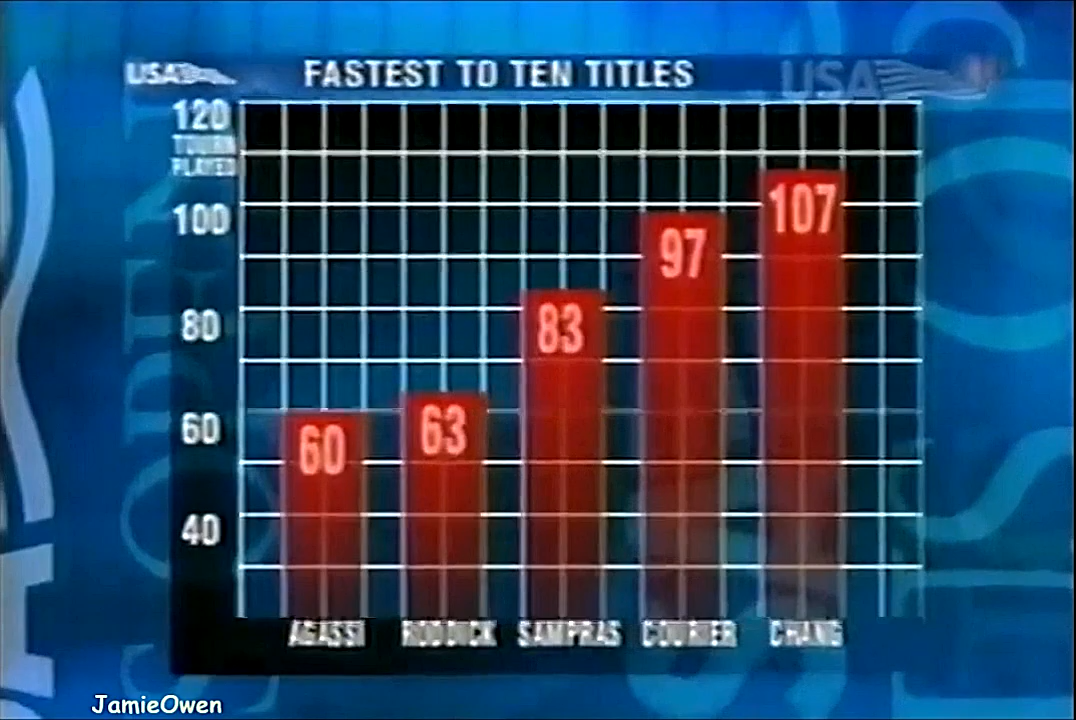 USA
FASTEST TO TEN TITLES
USA
120
TOURN
PLAYED
100
80
60
40
60
63
83
97
107
AGASSI
RODDICK
SAMPRAS
COURIER
CHANG
JamieOwen